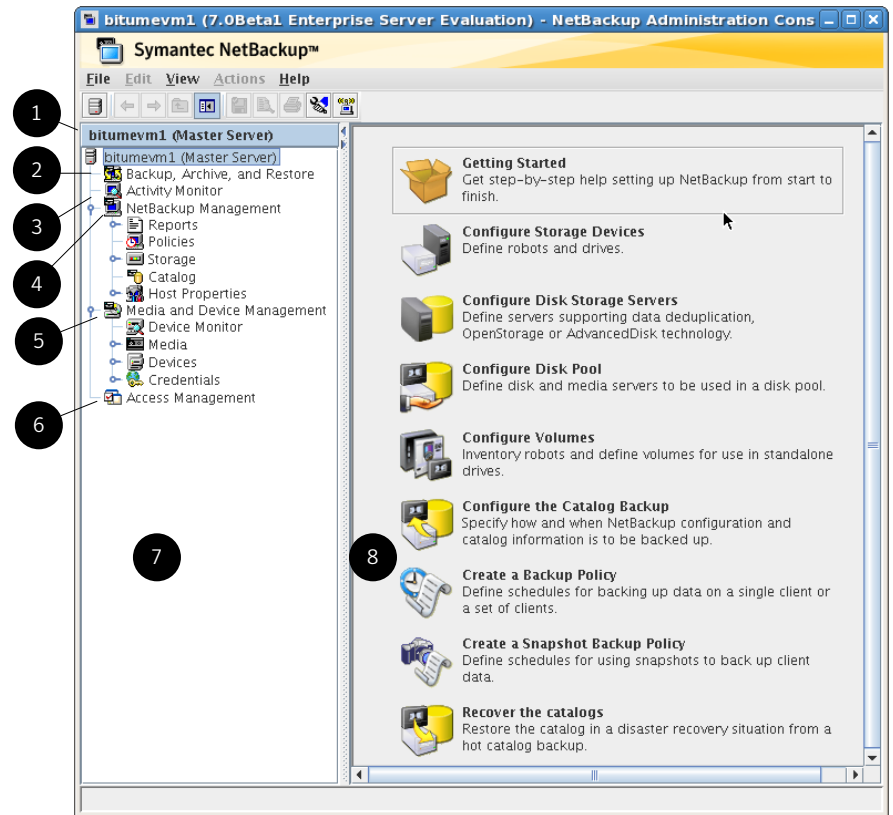 bitumevm1 (7.0Beta1 Enterprise Server Evaluation) - NetBackup Administration Cons
Symantec NetBackup™
File Edit View Actions Help
1
2
3
4
5
6
7
8
bitumevm1 (Master Server)
bitumevm1 (Master Server)
Backup, Archive, and Restore
Activity Monitor
NetBackup Management
Reports
Policies
Storage
Catalog
Host Properties
Media and Device Management
Device Monitor
Media
Devices
Credentials
Access Management
Getting Started
Get step-by-step help setting up NetBackup from start to
finish.
Configure Storage Devices
Define robots and drives.
Configure Disk Storage Servers
Define servers supporting data deduplication,
OpenStorage or AdvancedDisk technology.
Configure Disk Pool
Define disk and media servers to be used in a disk pool.
Configure Volumes
Inventory robots and define volumes for use in standalone
drives.
Configure the Catalog Backup
Specify how and when NetBackup configuration and
catalog information is to be backed up.
Create a Backup Policy
Define schedules for backing up data on a single client or
a set of clients.
Create a Snapshot Backup Policy
Define schedules for using snapshots to back up client
data.
Recover the catalogs
Restore the catalog in a disaster recovery situation from a
hot catalog backup.